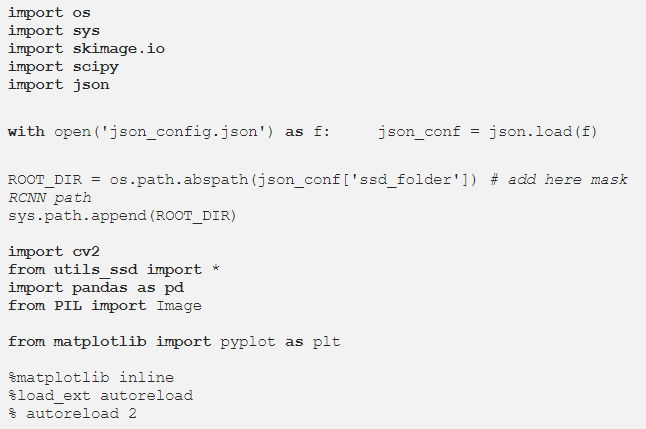 import os
import sys
import skimage.io
import scipy
import json
with open('json_config.json') as f:     json_conf = json.load(f)
ROOT_DIR = os.path.abspath(json_conf['ssd_folder']) # add here mask
RCNN path
sys.path.append(ROOT_DIR)
import cv2
from utils_ssd import *
import pandas as pd
from PIL import Image
from matplotlib import pyplot as plt
%matplotlib inline
%load_ext autoreload
% autoreload 2